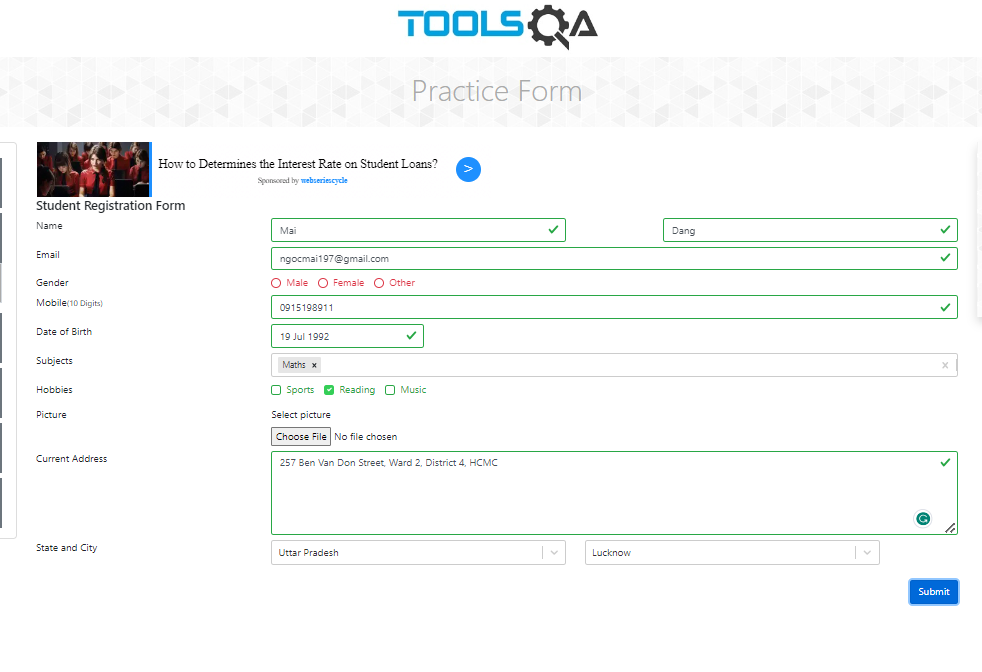 TOOLSQA
Practice Form
How to Determines the Interest Rate on Student Loans?
>
Sponsored by webseriescycle
Student Registration Form
Name Mai Dang
Email ngocmai197@gmail.com
Gender Male Female Other
Mobile(10 Digits) 0915198911
Date of Birth 19 Jul 1992
Subjects Maths × ×
Hobbies Sports Reading Music
Picture Select picture
Choose File No file chosen
Current Address 257 Ben Van Don Street, Ward 2, District 4, HCMC
State and City Uttar Pradesh Lucknow
Submit